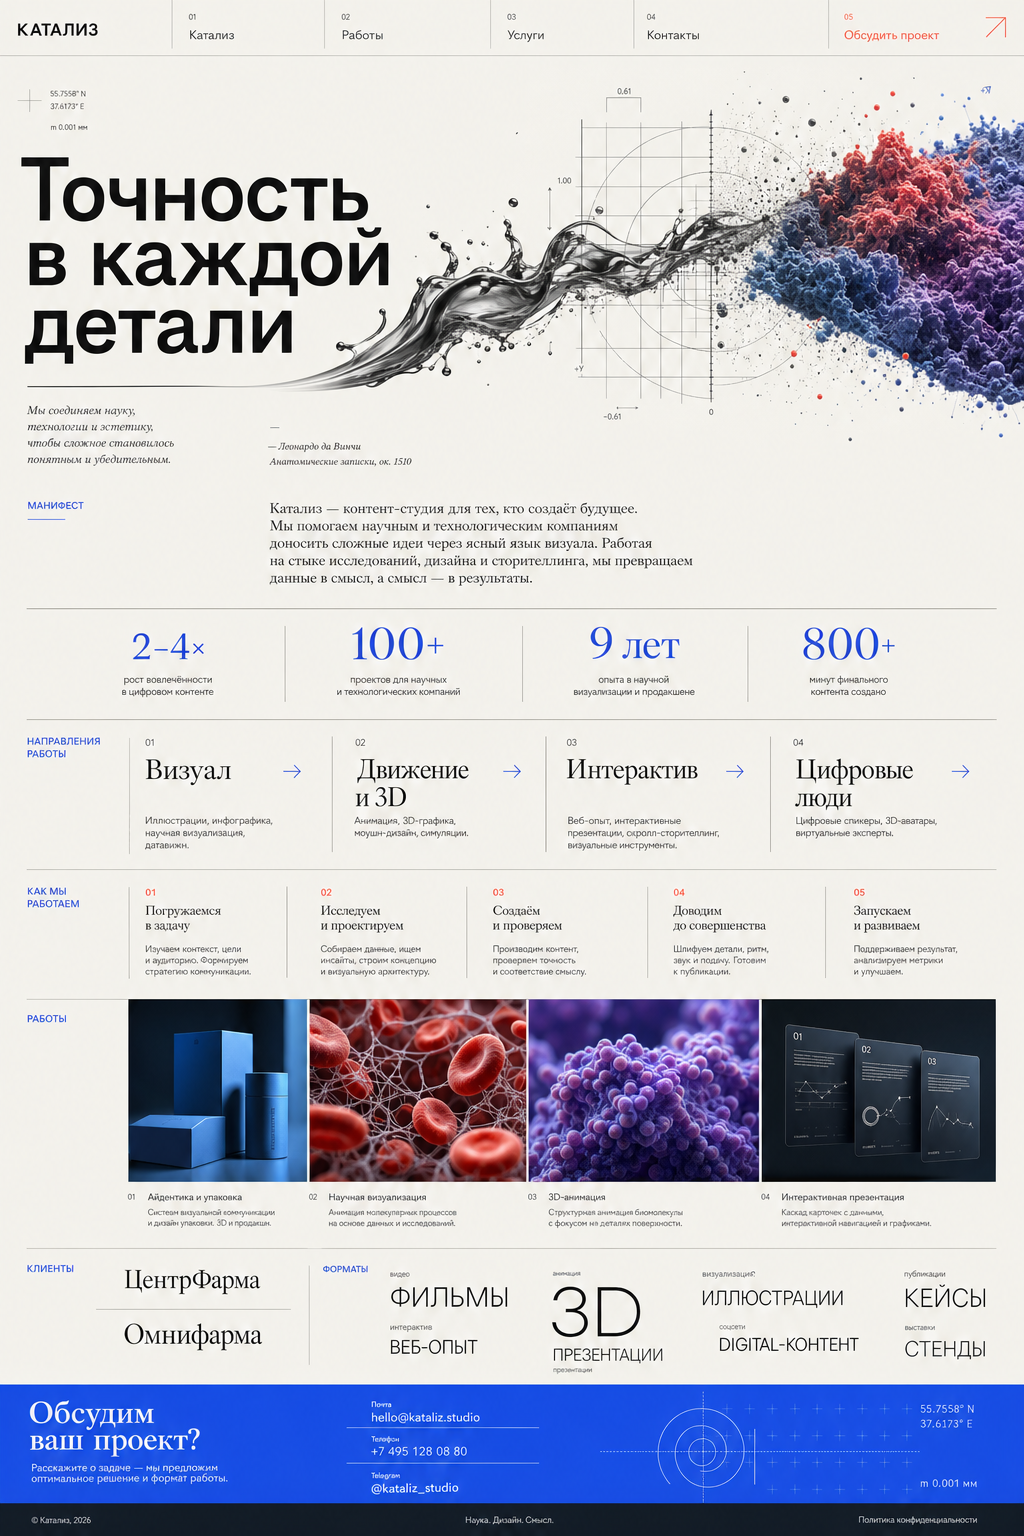 КАТАЛИЗ
01
Катализ
02
Работы
03
Услуги
04
Контакты
05
Обсудить проект
55.7558° N
37.6173° E
m 0.001 мм
0.61
1.00
+Y
−0.61
0
Точность
в каждой
детали
Мы соединяем науку,
технологии и эстетику,
чтобы сложное становилось
понятным и убедительным.
—
— Леонардо да Винчи
Анатомические записки, ок. 1510
МАНИФЕСТ
Катализ — контент-студия для тех, кто создаёт будущее.
Мы помогаем научным и технологическим компаниям
доносить сложные идеи через ясный язык визуала. Работая
на стыке исследований, дизайна и сторителлинга, мы превращаем
данные в смысл, а смысл — в результаты.
2–4×
рост вовлечённости
в цифровом контенте
100+
проектов для научных
и технологических компаний
9 лет
опыта в научной
визуализации и продакшене
800+
минут финального
контента создано
НАПРАВЛЕНИЯ
РАБОТЫ
01
Визуал
Иллюстрации, инфографика,
научная визуализация,
датавижн.
02
Движение
и 3D
Анимация, 3D-графика,
моушн-дизайн, симуляции.
03
Интерактив
Веб-опыт, интерактивные
презентации, скролл-сторителлинг,
визуальные инструменты.
04
Цифровые
люди
Цифровые спикеры, 3D-аватары,
виртуальные эксперты.
КАК МЫ
РАБОТАЕМ
01
Погружаемся
в задачу
Изучаем контекст, цели
и аудиторию. Формируем
стратегию коммуникации.
02
Исследуем
и проектируем
Собираем данные, ищем
инсайты, строим концепцию
и визуальную архитектуру.
03
Создаём
и проверяем
Производим контент,
проверяем точность
и соответствие смыслу.
04
Доводим
до совершенства
Шлифуем детали, ритм,
звук и подачу. Готовим
к публикации.
05
Запускаем
и развиваем
Поддерживаем результат,
анализируем метрики
и улучшаем.
РАБОТЫ
01
02
03
01
Айдентика и упаковка
Систем визуальной коммуникации
и дизайн упаковки. 3D и продакшн.
02
Научная визуализация
Анимация молекулярных процессов
на основе данных и исследований.
03
3D-анимация
Структурная анимация биомолекулы
с фокусом на деталях поверхности.
04
Интерактивная презентация
Каскад карточек с данными,
интерактивной навигацией и графиками.
КЛИЕНТЫ
ЦентрФарма
Омнифарма
ФОРМАТЫ
видео
ФИЛЬМЫ
интерактив
ВЕБ-ОПЫТ
анимация
3D
ПРЕЗЕНТАЦИИ
презентации
визуализация
ИЛЛЮСТРАЦИИ
соцсети
DIGITAL-КОНТЕНТ
публикации
КЕЙСЫ
выставки
СТЕНДЫ
Обсудим
ваш проект?
Расскажите о задаче — мы предложим
оптимальное решение и формат работы.
Почта
hello@kataliz.studio
Телефон
+7 495 128 08 80
Telegram
@kataliz_studio
55.7558° N
37.6173° E
m 0.001 мм
© Катализ, 2026
Наука. Дизайн. Смысл.
Политика конфиденциальности